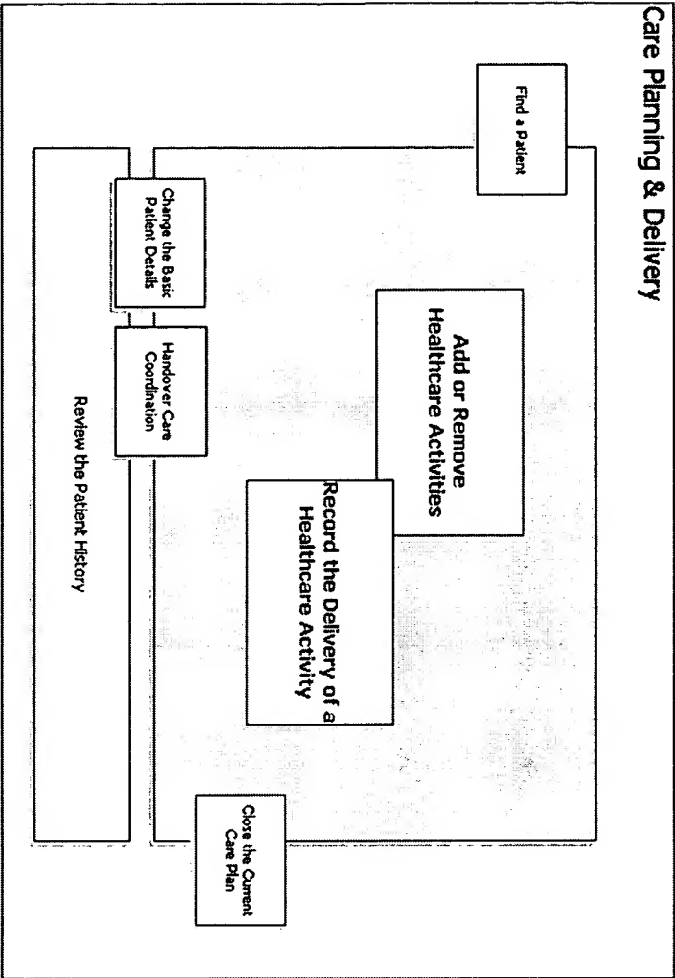 Care Planning & Delivery
Find a Patient
Add or Remove
Healthcare Activities
Record the Delivery of a
Healthcare Activity
Change the Basic
Patient Details
Handover Care
Coordination
Close the Current
Care Plan
Review the Patient History